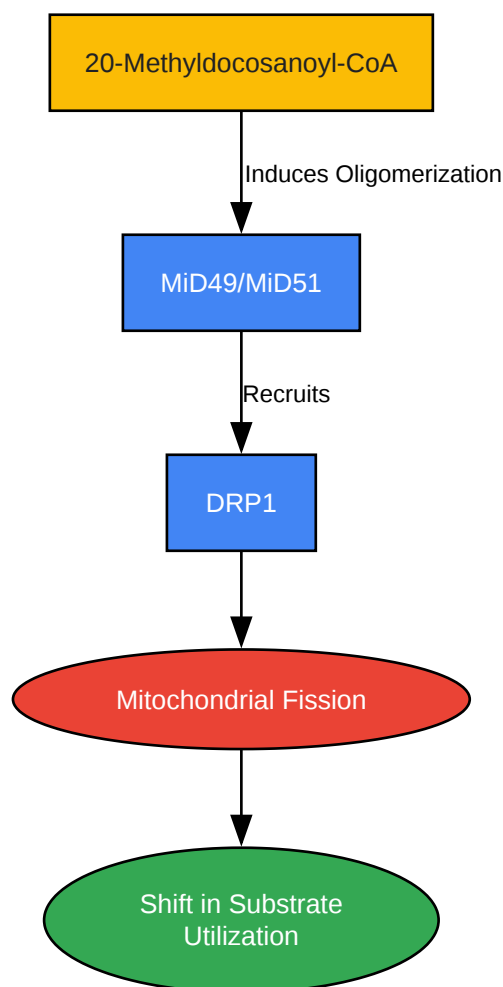 20-Methyldocosanoyl-CoA
Induces Oligomerization
MiD49/MiD51
Recruits
DRP1
Mitochondrial Fission
Shift in Substrate
Utilization